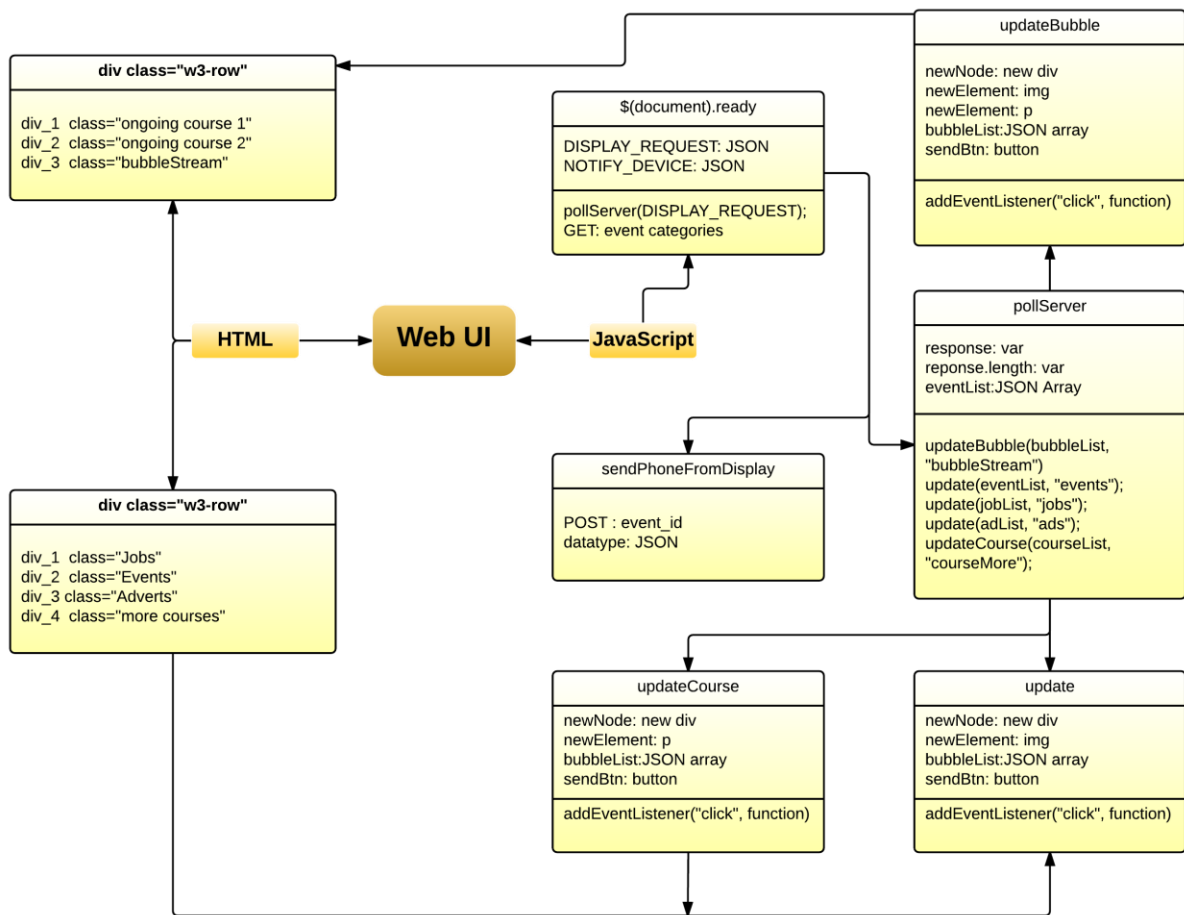 updateBubble
newNode: new div
newElement: img
newElement: p
bubbleList:JSON array
sendBtn: button
addEventListener("click", function)
div class="w3-row"
div_1  class="ongoing course 1"
div_2  class="ongoing course 2"
div_3  class="bubbleStream"
$(document).ready
DISPLAY_REQUEST: JSON
NOTIFY_DEVICE: JSON
pollServer(DISPLAY_REQUEST);
GET: event categories
HTML
Web UI
JavaScript
pollServer
response: var
reponse.length: var
eventList:JSON Array
updateBubble(bubbleList,
"bubbleStream")
update(eventList, "events");
update(jobList, "jobs");
update(adList, "ads");
updateCourse(courseList,
"courseMore");
sendPhoneFromDisplay
POST : event_id
datatype: JSON
div class="w3-row"
div_1  class="Jobs"
div_2  class="Events"
div_3 class="Adverts"
div_4  class="more courses"
updateCourse
newNode: new div
newElement: p
bubbleList:JSON array
sendBtn: button
addEventListener("click", function)
update
newNode: new div
newElement: img
bubbleList:JSON array
sendBtn: button
addEventListener("click", function)